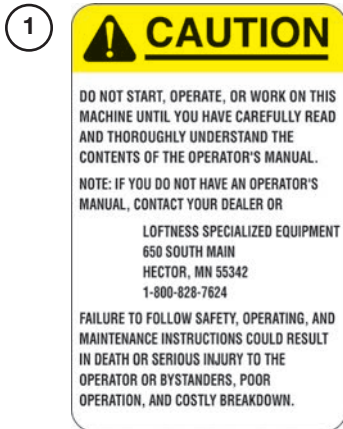 1
CAUTION
DO NOT START, OPERATE, OR WORK ON THIS
MACHINE UNTIL YOU HAVE CAREFULLY READ
AND THOROUGHLY UNDERSTAND THE
CONTENTS OF THE OPERATOR'S MANUAL.
NOTE: IF YOU DO NOT HAVE AN OPERATOR'S
MANUAL, CONTACT YOUR DEALER OR
LOFTNESS SPECIALIZED EQUIPMENT
650 SOUTH MAIN
HECTOR, MN 55342
1-800-828-7624
FAILURE TO FOLLOW SAFETY, OPERATING, AND
MAINTENANCE INSTRUCTIONS COULD RESULT
IN DEATH OR SERIOUS INJURY TO THE
OPERATOR OR BYSTANDERS, POOR
OPERATION, AND COSTLY BREAKDOWN.